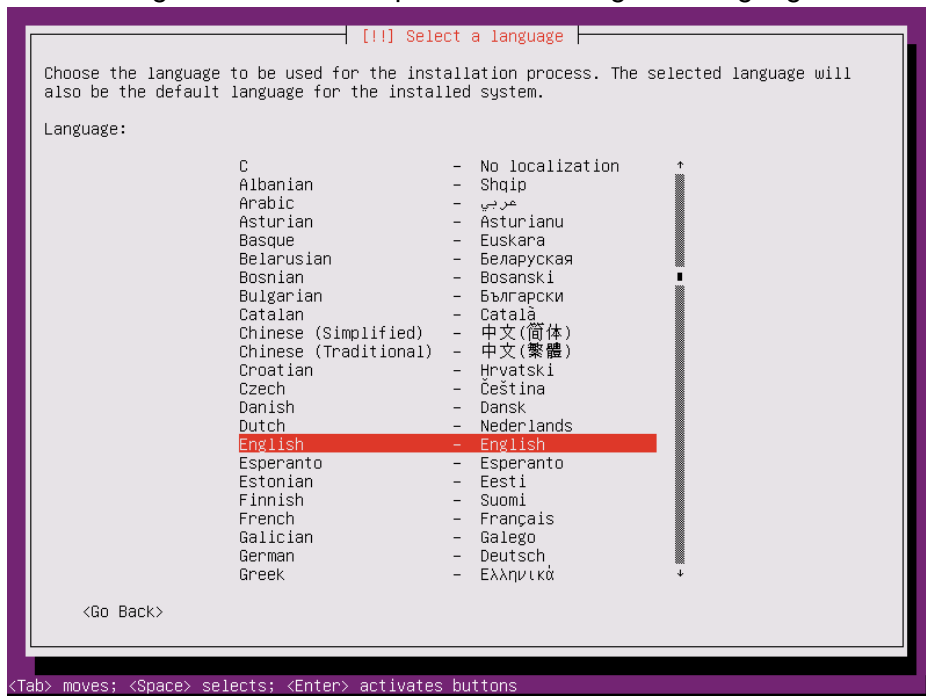 [!!] Select a language
Choose the language to be used for the installation process. The selected language will
also be the default language for the installed system.
Language:
C - No localization
Albanian - Shqip
Arabic - عربي
Asturian - Asturianu
Basque - Euskara
Belarusian - Беларуская
Bosnian - Bosanski
Bulgarian - Български
Catalan - Català
Chinese (Simplified) - 中文(简体)
Chinese (Traditional) - 中文(繁體)
Croatian - Hrvatski
Czech - Čeština
Danish - Dansk
Dutch - Nederlands
English - English
Esperanto - Esperanto
Estonian - Eesti
Finnish - Suomi
French - Français
Galician - Galego
German - Deutsch
Greek - Ελληνικά
<Go Back>
<Tab> moves; <Space> selects; <Enter> activates buttons